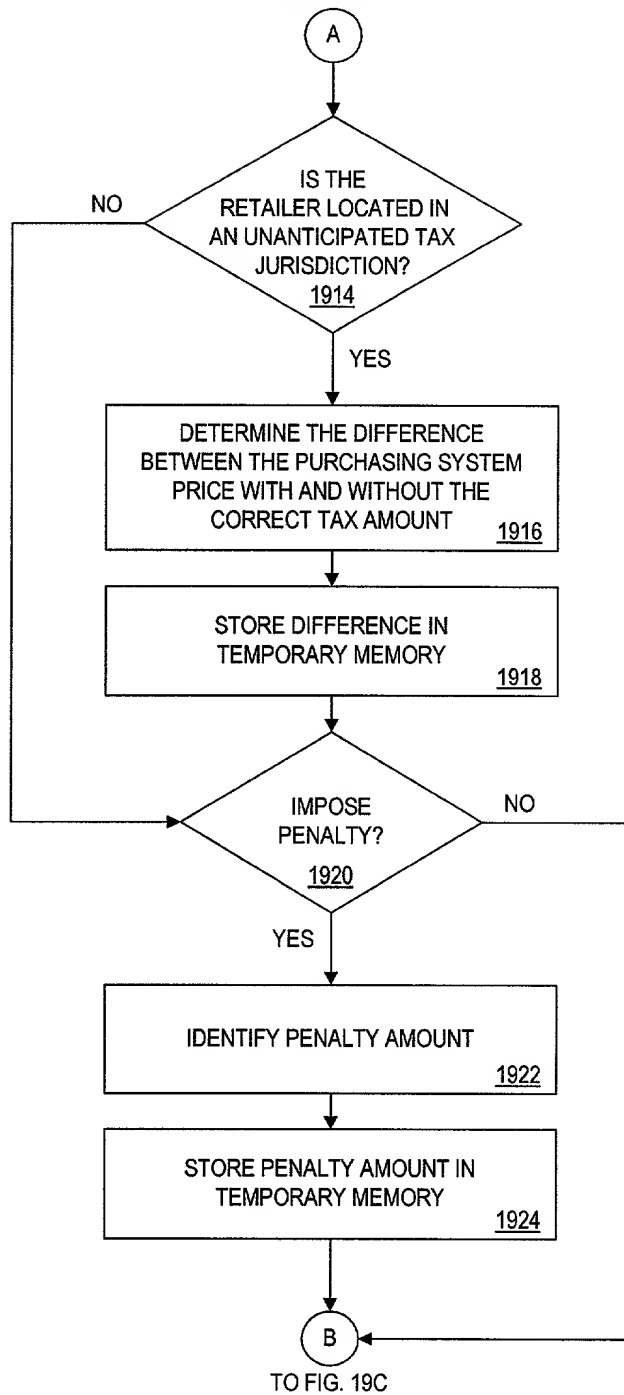 A
IS THE
RETAILER LOCATED IN
AN UNANTICIPATED TAX
JURISDICTION?
1914
NO
YES
DETERMINE THE DIFFERENCE
BETWEEN THE PURCHASING SYSTEM
PRICE WITH AND WITHOUT THE
CORRECT TAX AMOUNT
1916
STORE DIFFERENCE IN
TEMPORARY MEMORY
1918
IMPOSE
PENALTY?
1920
NO
YES
IDENTIFY PENALTY AMOUNT
1922
STORE PENALTY AMOUNT IN
TEMPORARY MEMORY
1924
B
TO FIG. 19C